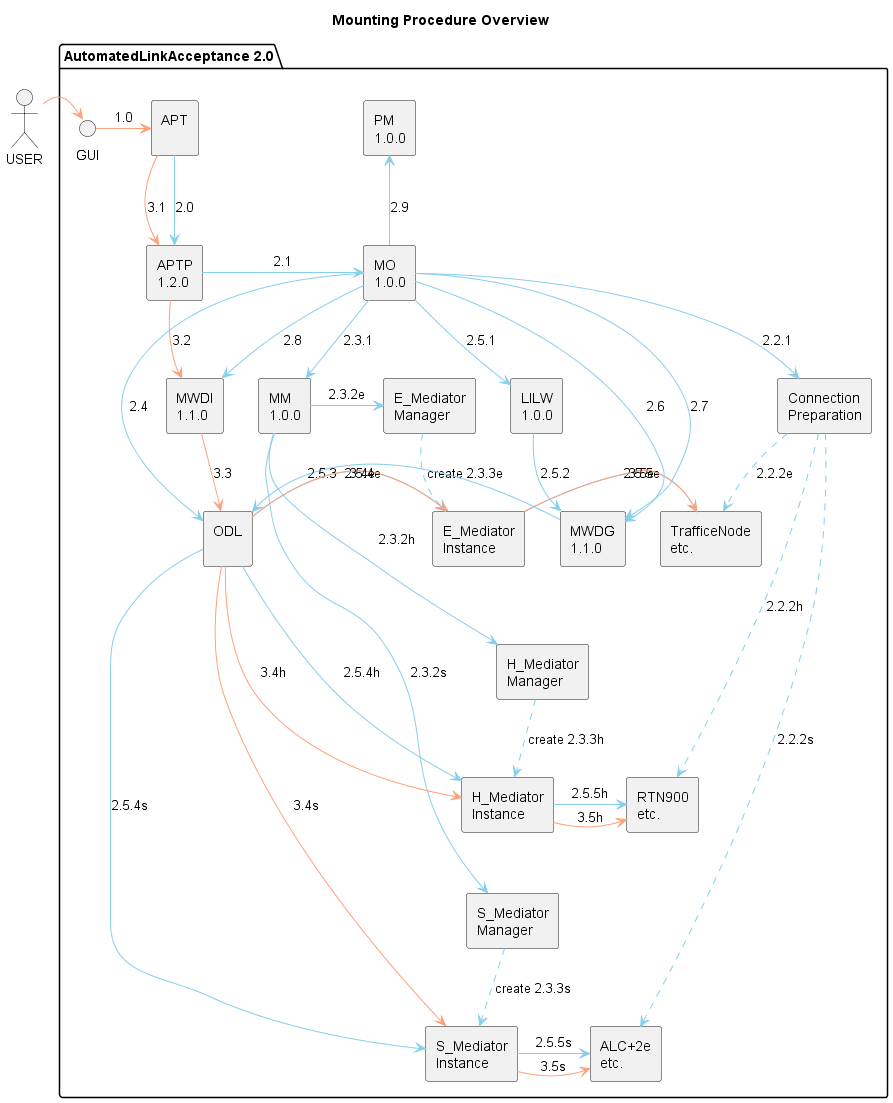 Mounting Procedure Overview
AutomatedLinkAcceptance 2.0
USER
GUI
1.0
APT
PM
1.0.0
3.1
2.0
2.9
APTP
1.2.0
2.1
MO
1.0.0
3.2
2.8
2.3.1
2.5.1
2.2.1
2.4
2.6
2.7
MWDI
1.1.0
MM
1.0.0
2.3.2e
E_Mediator
Manager
LILW
1.0.0
Connection
Preparation
3.3
2.5.3
2.5.4e
3.4e
create 2.3.3e
2.5.2
2.5.5e
3.5e
2.2.2e
ODL
E_Mediator
Instance
MWDG
1.1.0
TrafficeNode
etc.
2.3.2h
2.2.2h
3.4h
2.5.4h
2.3.2s
H_Mediator
Manager
create 2.3.3h
2.2.2s
H_Mediator
Instance
2.5.5h
3.5h
RTN900
etc.
2.5.4s
3.4s
S_Mediator
Manager
create 2.3.3s
S_Mediator
Instance
2.5.5s
3.5s
ALC+2e
etc.